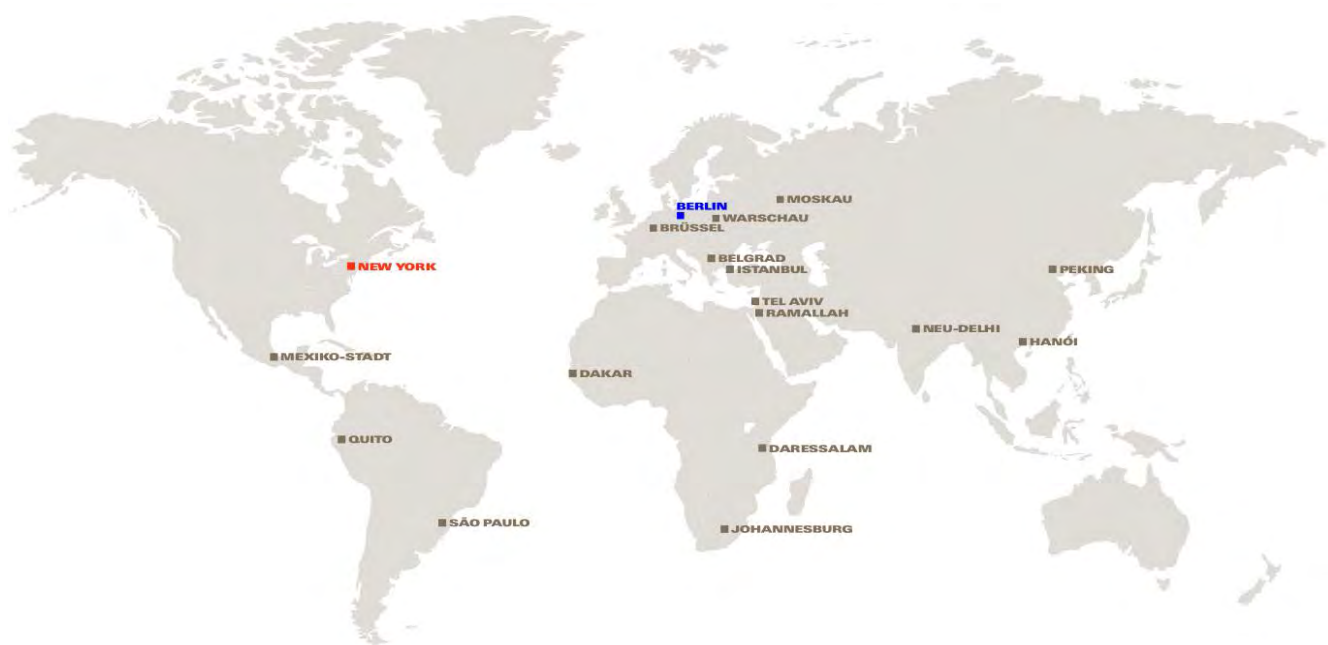 MOSKAU
BERLIN
WARSCHAU
BRÜSSEL
BELGRAD
NEW YORK
ISTANBUL
PEKING
TEL AVIV
RAMALLAH
NEU-DELHI
HANÓI
MEXIKO-STADT
DAKAR
QUITO
DARESSALAM
SÃO PAULO
JOHANNESBURG